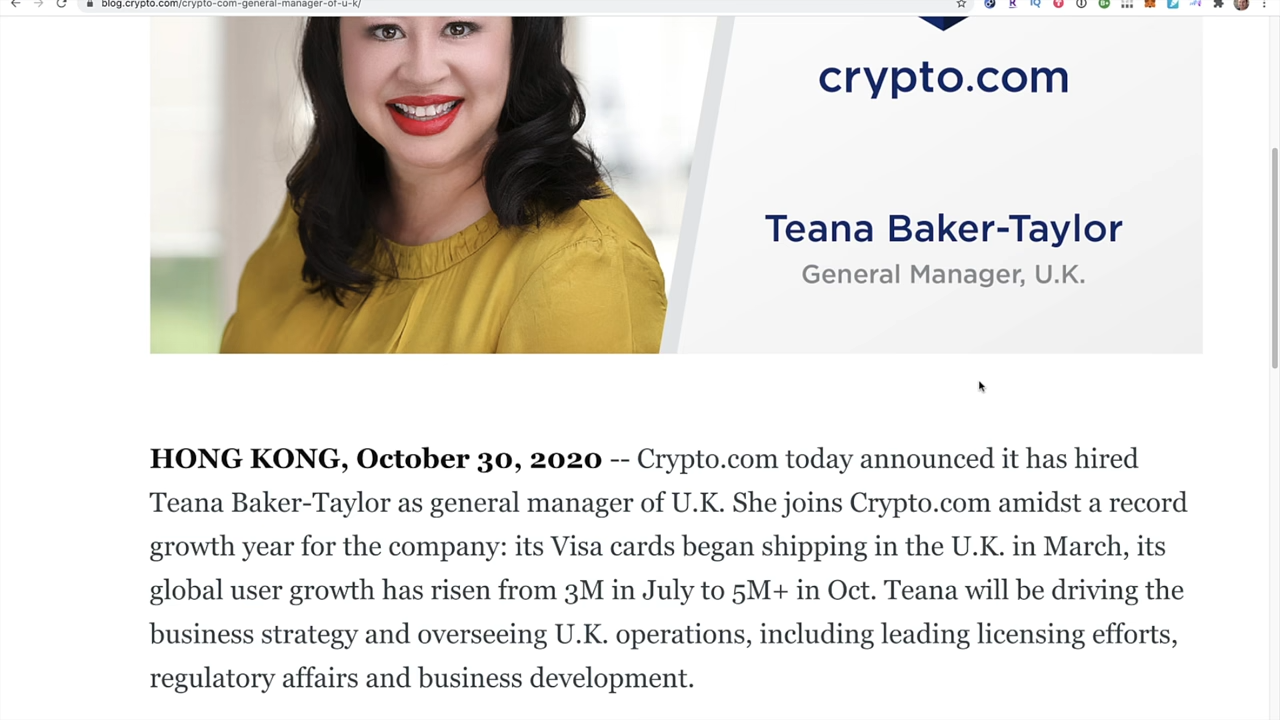 blog.crypto.com/crypto-com-general-manager-of-u-k/
crypto.com
Teana Baker-Taylor
General Manager, U.K.
HONG KONG, October 30, 2020 -- Crypto.com today announced it has hired
Teana Baker-Taylor as general manager of U.K. She joins Crypto.com amidst a record
growth year for the company: its Visa cards began shipping in the U.K. in March, its
global user growth has risen from 3M in July to 5M+ in Oct. Teana will be driving the
business strategy and overseeing U.K. operations, including leading licensing efforts,
regulatory affairs and business development.